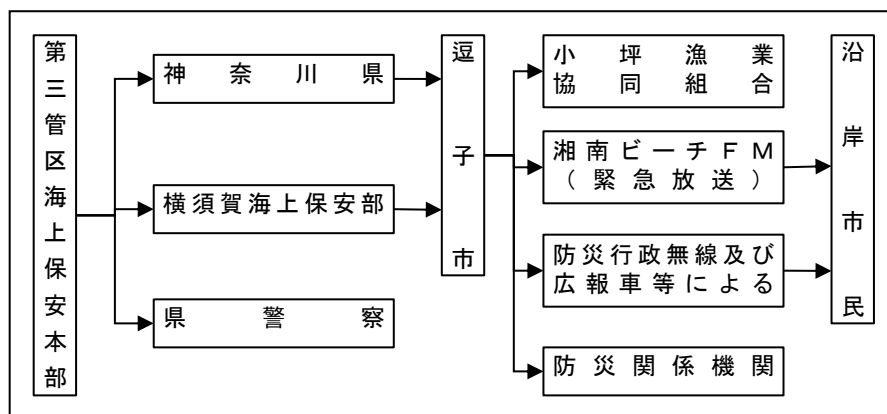 第三管区海上保安本部
神奈川県
横須賀海上保安部
県警察
逗子市
小坪漁業
協同組合
湘南ビーチFM
(緊急放送)
防災行政無線及び
広報車等による
防災関係機関
沿岸市民